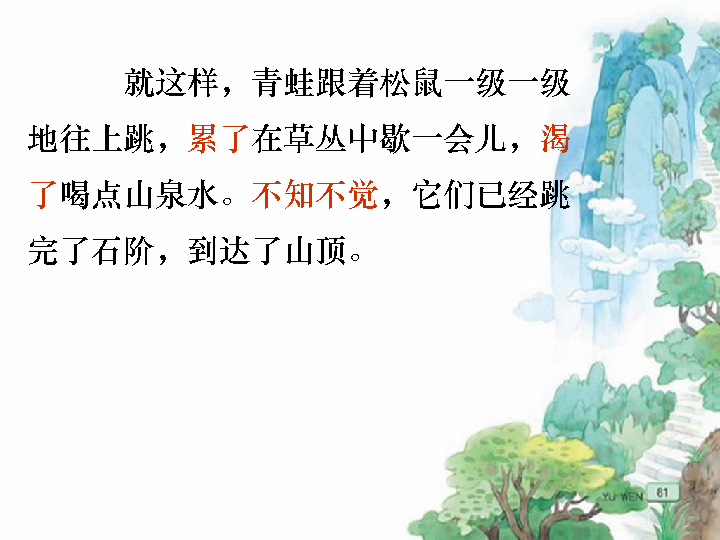 就这样，青蛙跟着松鼠一级一级
地往上跳，累了在草丛中歇一会儿，渴
了喝点山泉水。不知不觉，它们已经跳
完了石阶，到达了山顶。
YU WEN 81